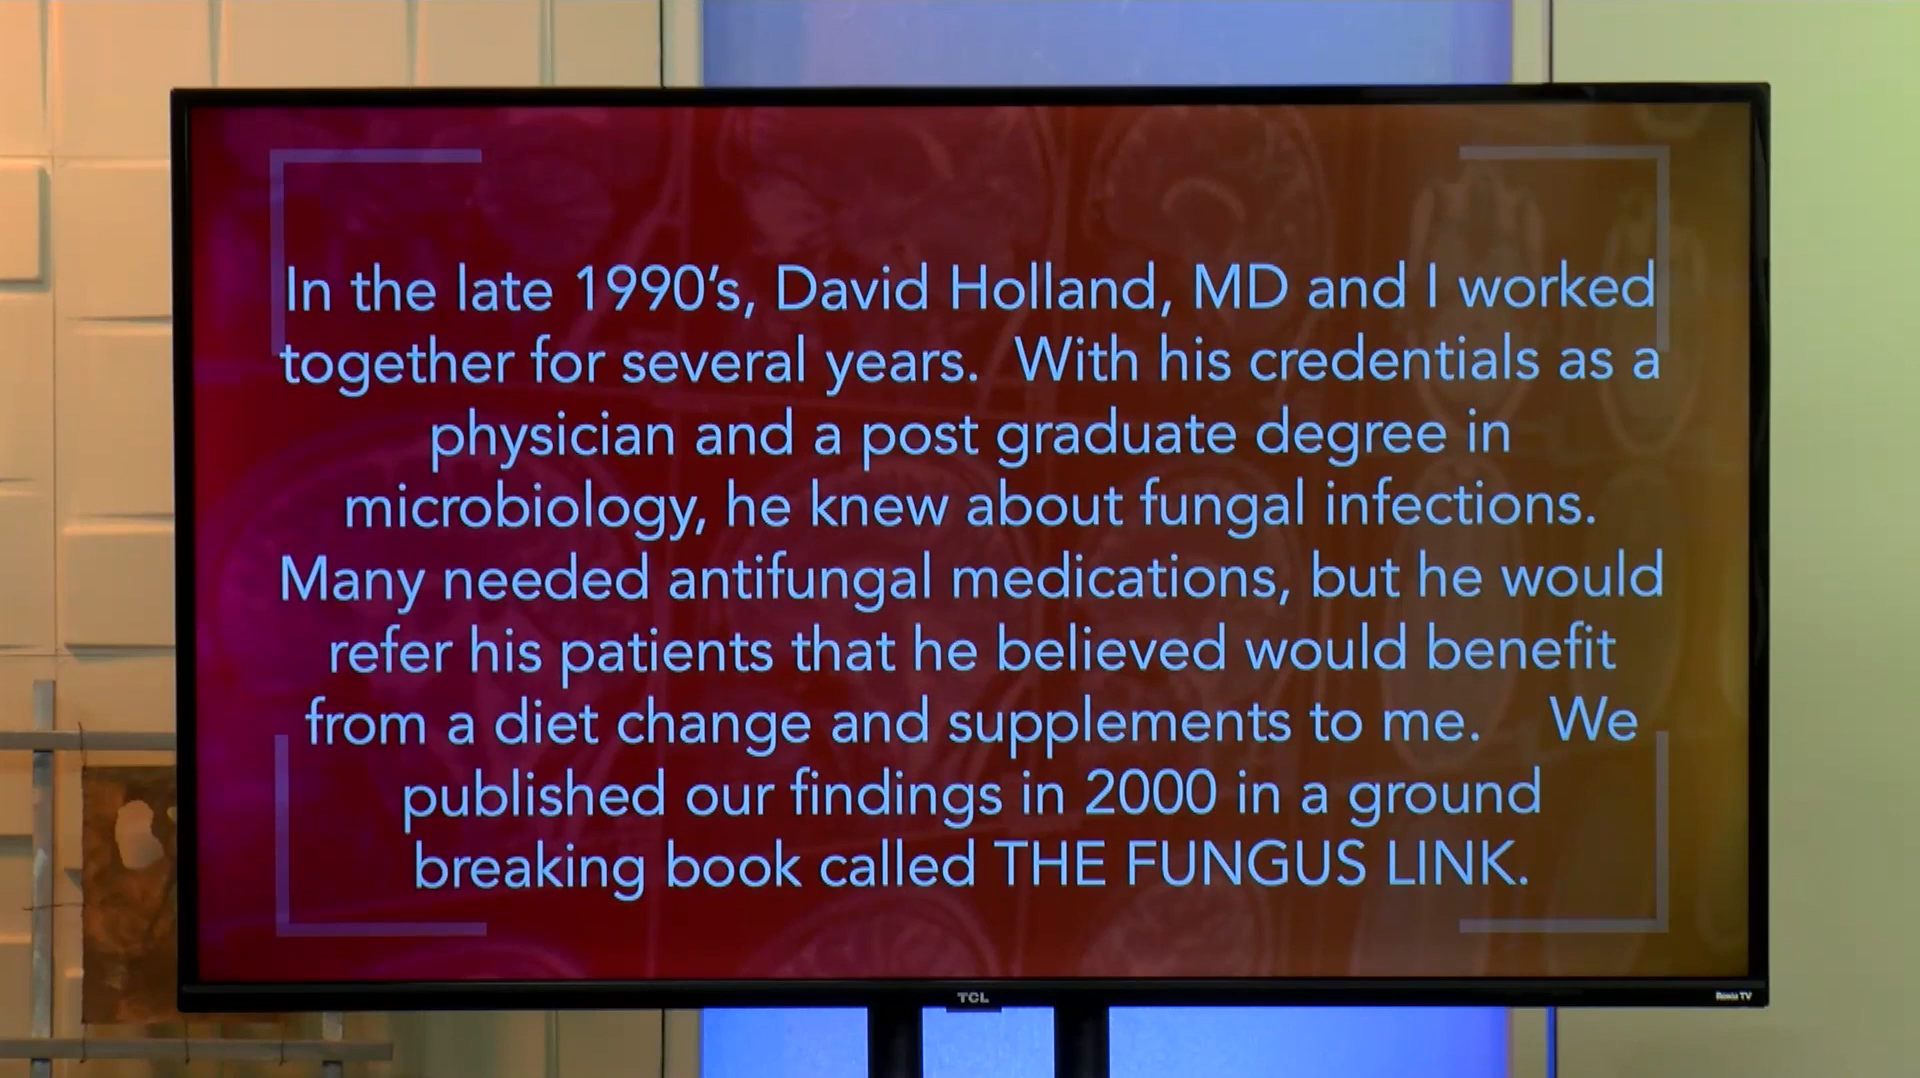 In the late 1990's, David Holland, MD and I worked
together for several years. With his credentials as a
physician and a post graduate degree in
microbiology, he knew about fungal infections.
Many needed antifungal medications, but he would
refer his patients that he believed would benefit
from a diet change and supplements to me. We
published our findings in 2000 in a ground
breaking book called THE FUNGUS LINK.
TCL
Roku TV